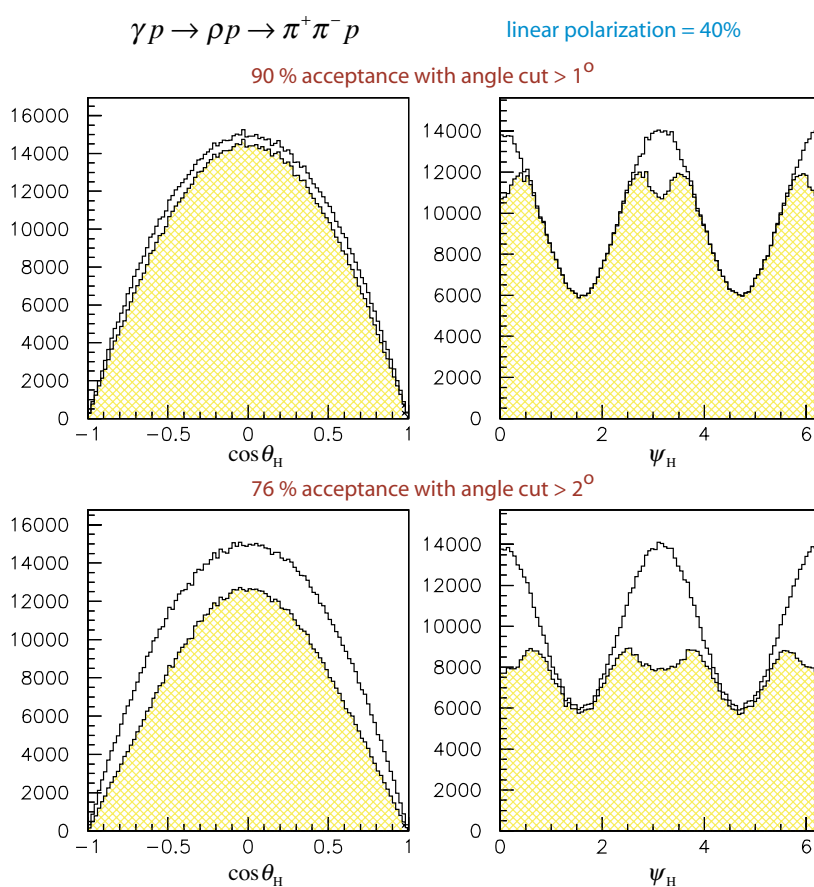 γp → ρp → π⁺π⁻p
linear polarization = 40%
90 % acceptance with angle cut > 1°
16000
14000
12000
10000
8000
6000
4000
2000
0
−1 −0.5 0 0.5 1
cos θ_H
14000
12000
10000
8000
6000
4000
2000
0
0 2 4 6
ψ_H
76 % acceptance with angle cut > 2°
16000
14000
12000
10000
8000
6000
4000
2000
0
−1 −0.5 0 0.5 1
cos θ_H
14000
12000
10000
8000
6000
4000
2000
0
0 2 4 6
ψ_H